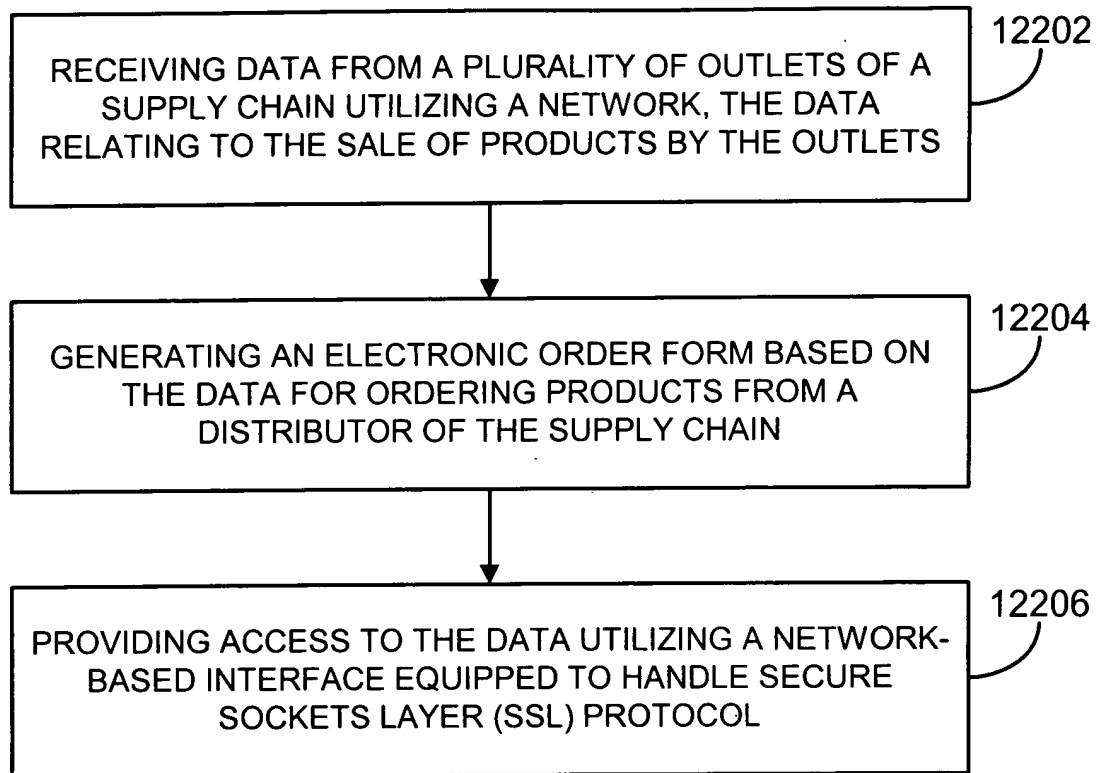 12202
RECEIVING DATA FROM A PLURALITY OF OUTLETS OF A
SUPPLY CHAIN UTILIZING A NETWORK, THE DATA
RELATING TO THE SALE OF PRODUCTS BY THE OUTLETS
12204
GENERATING AN ELECTRONIC ORDER FORM BASED ON
THE DATA FOR ORDERING PRODUCTS FROM A
DISTRIBUTOR OF THE SUPPLY CHAIN
12206
PROVIDING ACCESS TO THE DATA UTILIZING A NETWORK-
BASED INTERFACE EQUIPPED TO HANDLE SECURE
SOCKETS LAYER (SSL) PROTOCOL